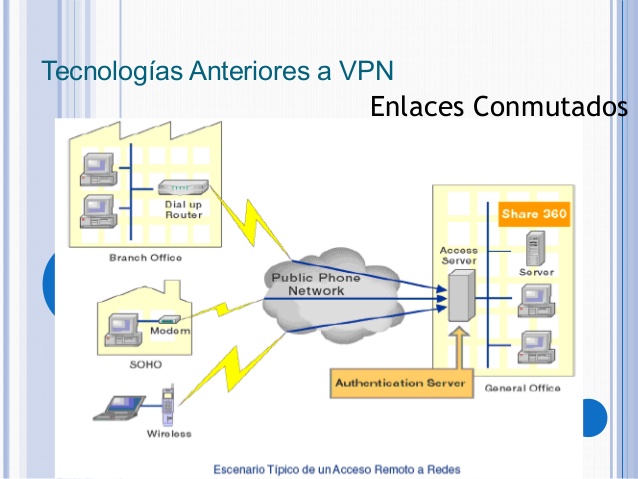 Tecnologías Anteriores a VPN
Enlaces Conmutados
Dial up
Router
Branch Office
Modem
SOHO
Wireless
Public Phone
Network
Share 360
Access
Server
Server
Authentication Server
General Office
Escenario Típico de un Acceso Remoto a Redes